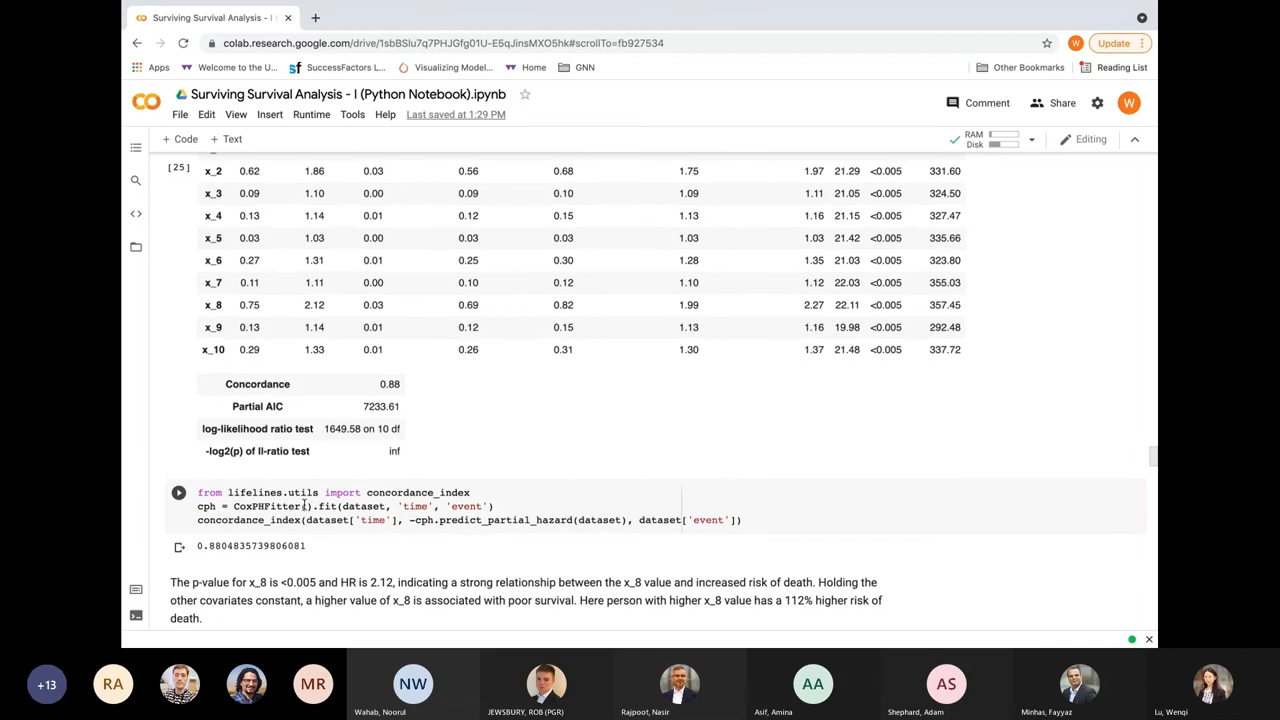 Surviving Survival Analysis - I
colab.research.google.com/drive/1sbBSlu7q7PHJGfg01U-E5qJinsMXO5hk#scrollTo=fb927534
W
Update
Apps
Welcome to the U...
SuccessFactors L...
Visualizing Model...
Home
GNN
Other Bookmarks
Reading List
Surviving Survival Analysis - I (Python Notebook).ipynb
Comment
Share
W
File Edit View Insert Runtime Tools Help Last saved at 1:29 PM
+ Code + Text
RAM
Disk
Editing
[25]
x_2 0.62 1.86 0.03 0.56 0.68 1.75 1.97 21.29 <0.005 331.60
x_3 0.09 1.10 0.00 0.09 0.10 1.09 1.11 21.05 <0.005 324.50
x_4 0.13 1.14 0.01 0.12 0.15 1.13 1.16 21.15 <0.005 327.47
x_5 0.03 1.03 0.00 0.03 0.03 1.03 1.03 21.42 <0.005 335.66
x_6 0.27 1.31 0.01 0.25 0.30 1.28 1.35 21.03 <0.005 323.80
x_7 0.11 1.11 0.00 0.10 0.12 1.10 1.12 22.03 <0.005 355.03
x_8 0.75 2.12 0.03 0.69 0.82 1.99 2.27 22.11 <0.005 357.45
x_9 0.13 1.14 0.01 0.12 0.15 1.13 1.16 19.98 <0.005 292.48
x_10 0.29 1.33 0.01 0.26 0.31 1.30 1.37 21.48 <0.005 337.72
Concordance 0.88
Partial AIC 7233.61
log-likelihood ratio test 1649.58 on 10 df
-log2(p) of ll-ratio test inf
from lifelines.utils import concordance_index
cph = CoxPHFitter().fit(dataset, 'time', 'event')
concordance_index(dataset['time'], -cph.predict_partial_hazard(dataset), dataset['event'])
0.8804835739806081
The p-value for x_8 is <0.005 and HR is 2.12, indicating a strong relationship between the x_8 value and increased risk of death. Holding the
other covariates constant, a higher value of x_8 is associated with poor survival. Here person with higher x_8 value has a 112% higher risk of
death.
+13
RA
MR
NW
AA
AS
Wahab, Noorul
JEWSBURY, ROB (PGR)
Rajpoot, Nasir
Asif, Amina
Shephard, Adam
Minhas, Fayyaz
Lu, Wenqi